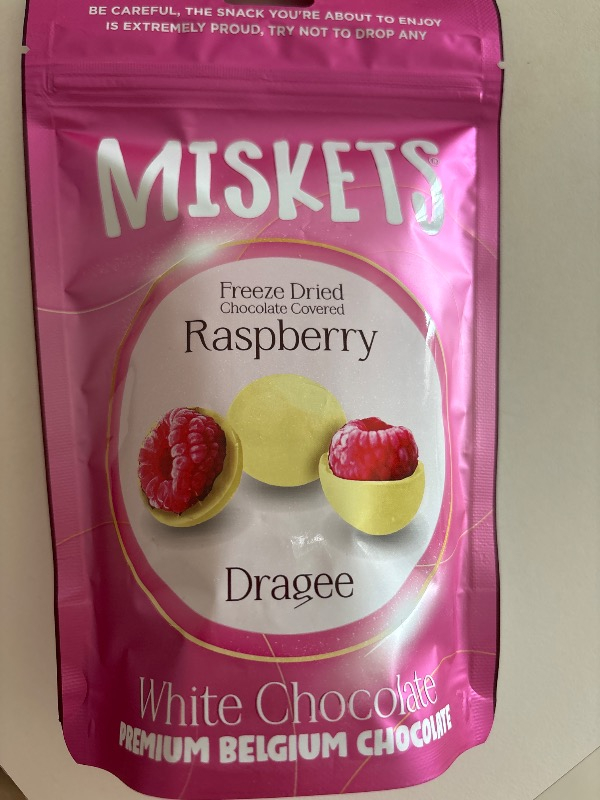 BE CAREFUL, THE SNACK YOU'RE ABOUT TO ENJOY
IS EXTREMELY PROUD, TRY NOT TO DROP ANY
MISKETS®
Freeze Dried
Chocolate Covered
Raspberry
Dragee
White Chocolate
PREMIUM BELGIUM CHOCOLATE